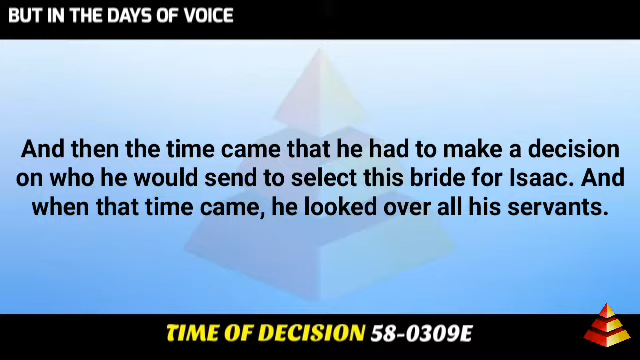 BUT IN THE DAYS OF VOICE
And then the time came that he had to make a decision
on who he would send to select this bride for Isaac. And
when that time came, he looked over all his servants.
TIME OF DECISION 58-0309E